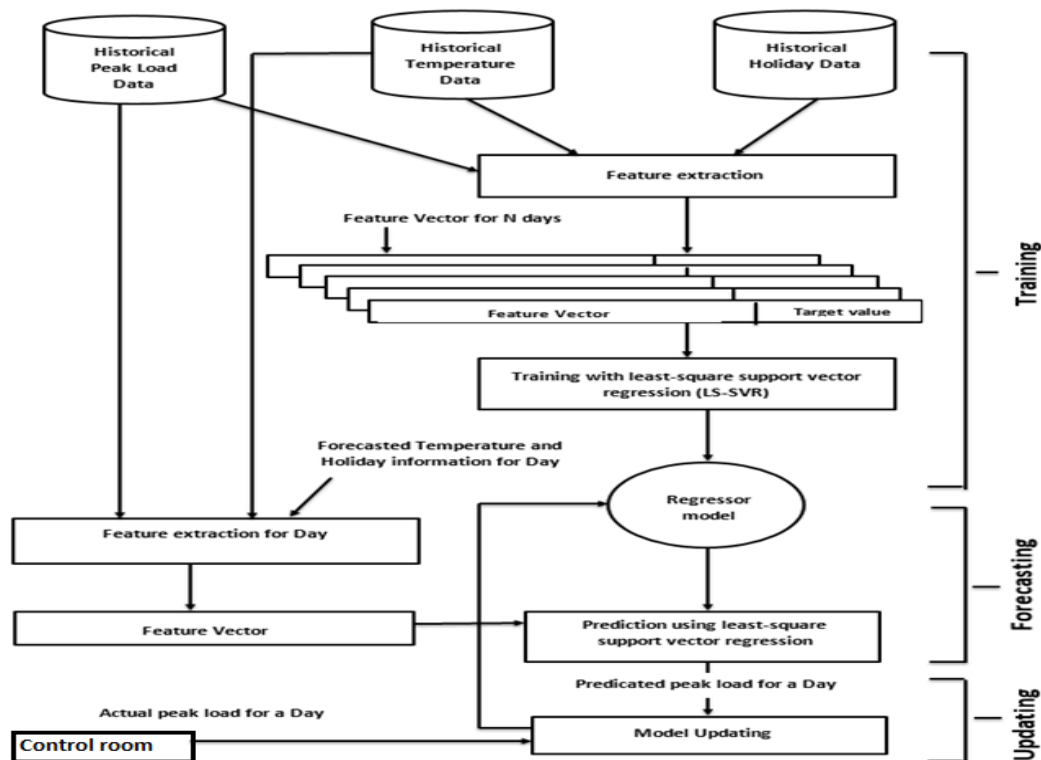 Historical
Peak Load
Data
Historical
Temperature
Data
Historical
Holiday Data
Feature extraction
Feature Vector for N days
Feature Vector
Target value
Training with least-square support vector
regression (LS-SVR)
Training
Forecasted Temperature and
Holiday information for Day
Regressor
model
Feature extraction for Day
Feature Vector
Prediction using least-square
support vector regression
Forecasting
Predicated peak load for a Day
Actual peak load for a Day
Control room
Model Updating
Updating